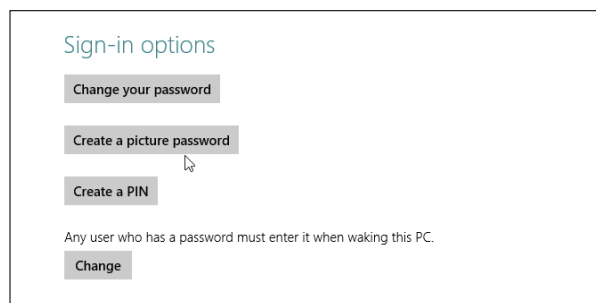 Sign-in options
Change your password
Create a picture password
Create a PIN
Any user who has a password must enter it when waking this PC.
Change